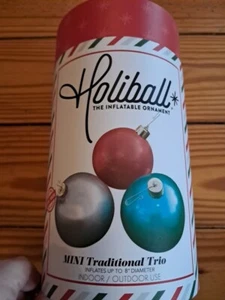 Holiball
THE INFLATABLE ORNAMENT
MINI Traditional Trio
INFLATES UP TO 8" DIAMETER
INDOOR / OUTDOOR USE